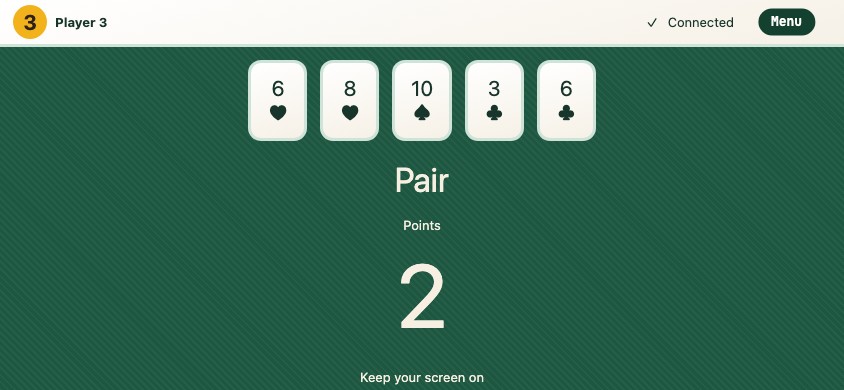 3 Player 3 ✓ Connected Menu
6 8 10 3 6
♥ ♥ ♠ ♣ ♣
Pair
Points
2
Keep your screen on